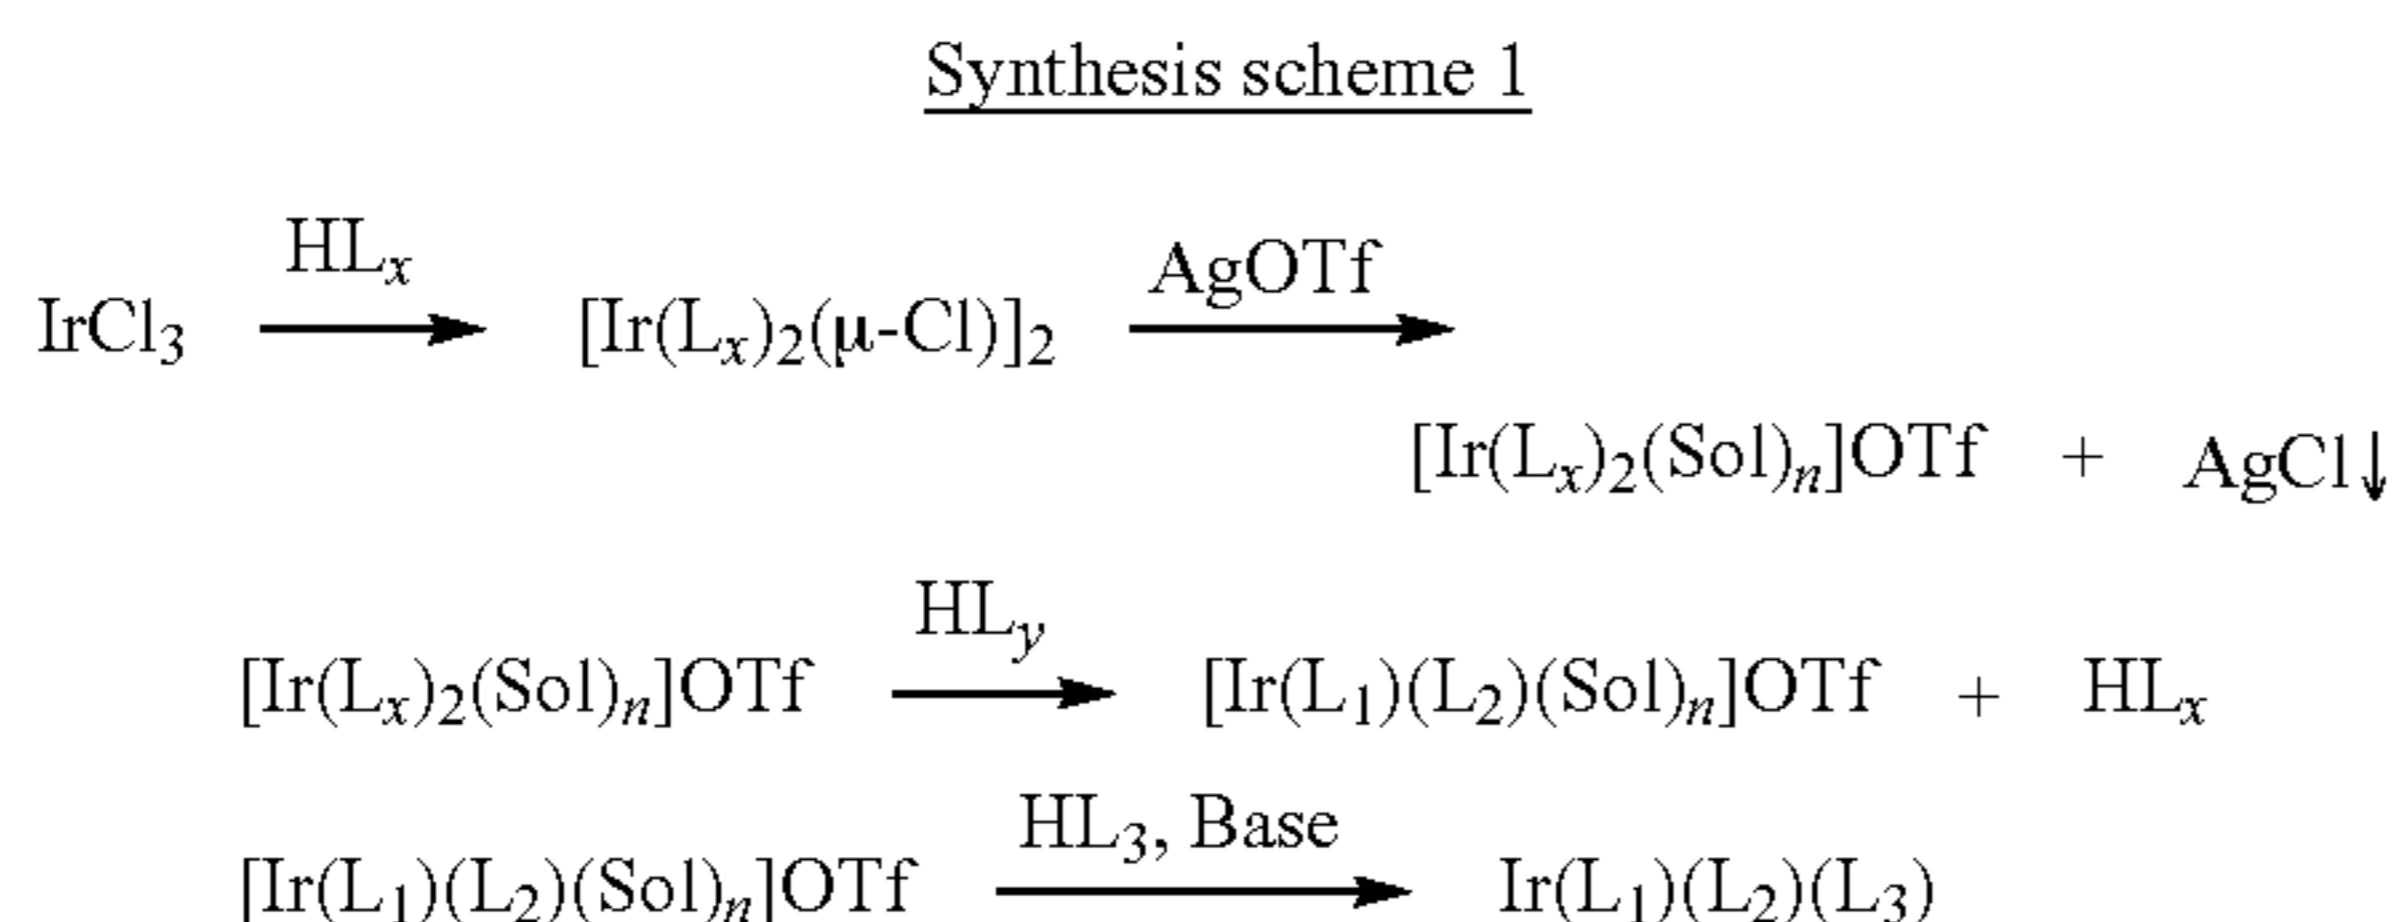 Synthesis scheme 1
HLx AgOTf
IrCl3 ⟶ [Ir(Lx)2(μ-Cl)]2 ⟶
[Ir(Lx)2(Sol)n]OTf + AgCl↓
HLy
[Ir(Lx)2(Sol)n]OTf ⟶ [Ir(L1)(L2)(Sol)n]OTf + HLx
HL3, Base
[Ir(L1)(L2)(Sol)n]OTf ⟶ Ir(L1)(L2)(L3)